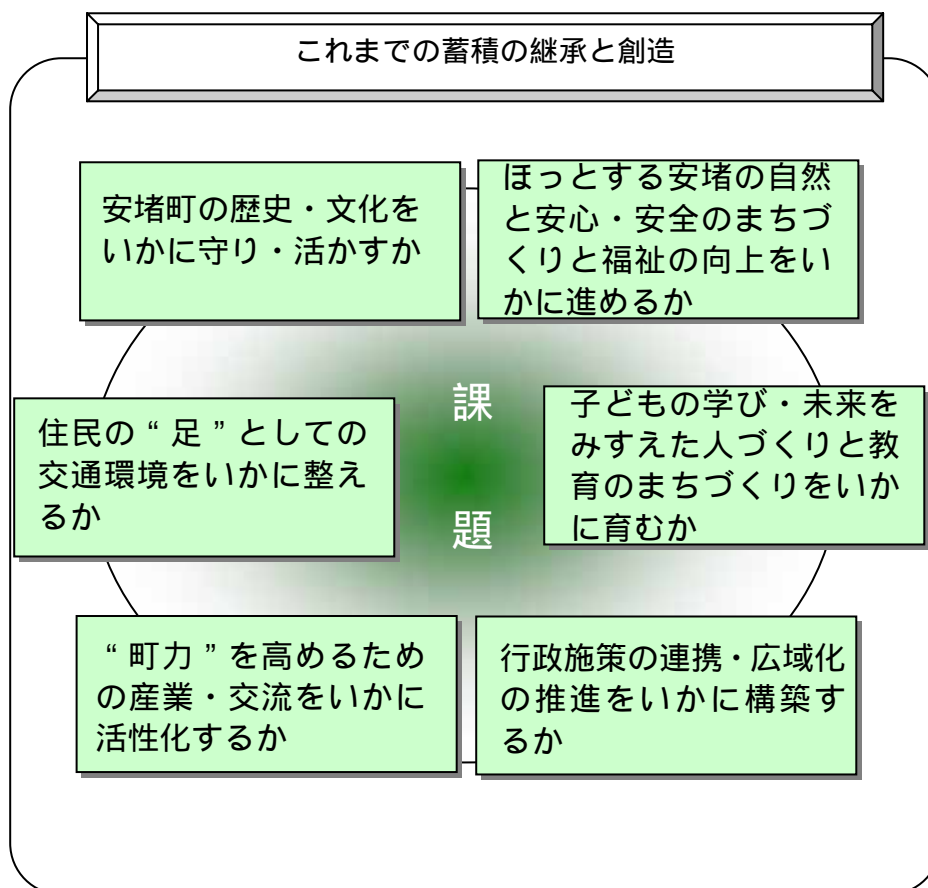 これまでの蓄積の継承と創造
安堵町の歴史・文化を
いかに守り・活かすか
ほっとする安堵の自然
と安心・安全のまちづ
くりと福祉の向上をい
かに進めるか
課
題
住民の“足”としての
交通環境をいかに整え
るか
子どもの学び・未来を
みすえた人づくりと教
育のまちづくりをいか
に育むか
“町力”を高めるため
の産業・交流をいかに
活性化するか
行政施策の連携・広域化
の推進をいかに構築す
るか